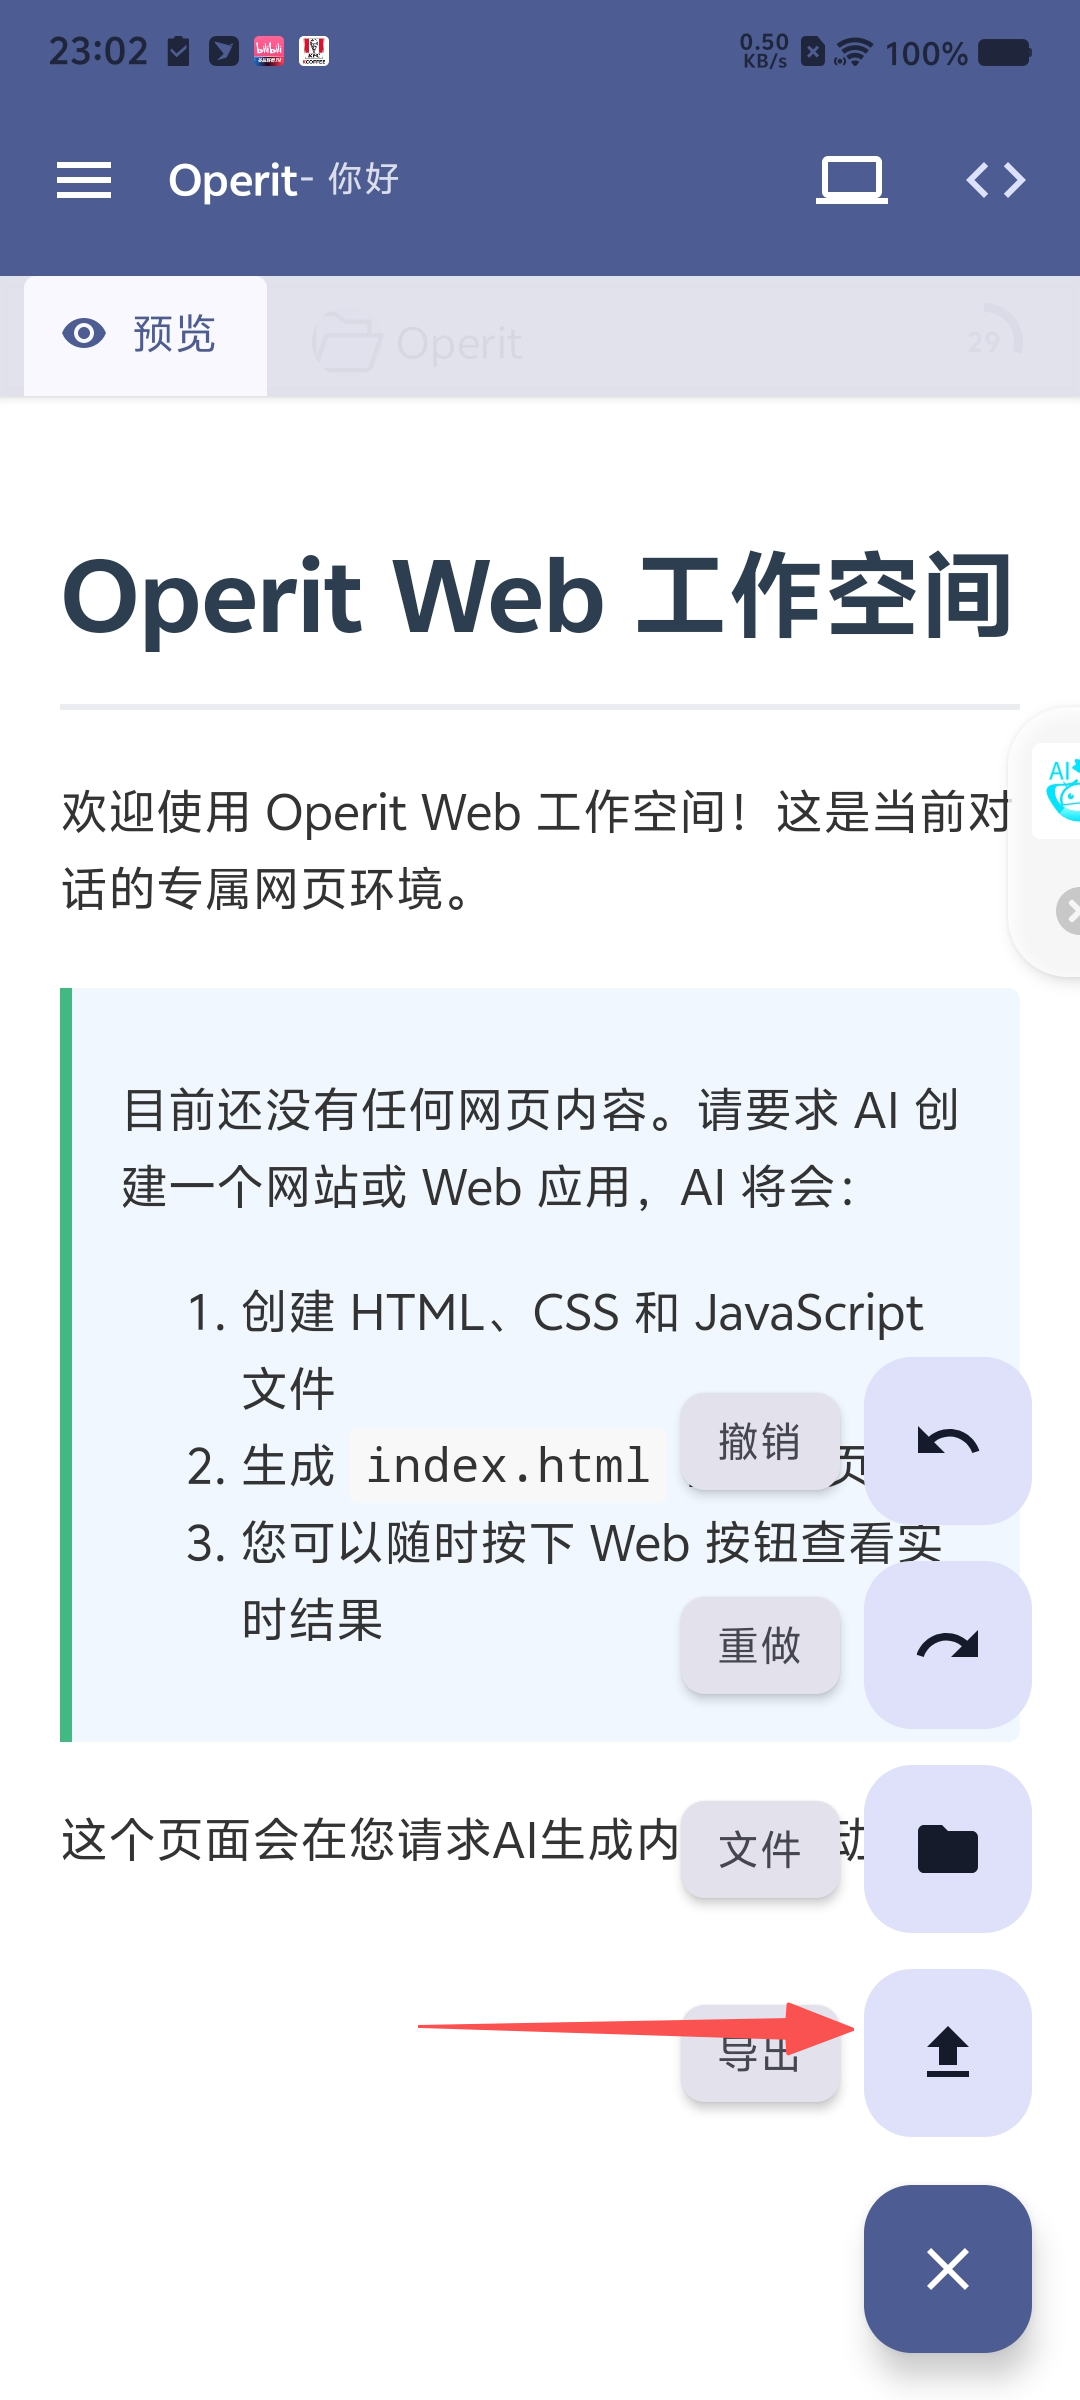 23:02
0.50
KB/s
100%
Operit- 你好
预览
Operit
29
Operit Web 工作空间
欢迎使用 Operit Web 工作空间！这是当前对
话的专属网页环境。
AI
目前还没有任何网页内容。请要求 AI 创
建一个网站或 Web 应用，AI 将会：
1. 创建 HTML、CSS 和 JavaScript
文件
2. 生成 index.html 页
撤销
3. 您可以随时按下 Web 按钮查看实
时结果
重做
这个页面会在您请求AI生成内 动
文件
导出